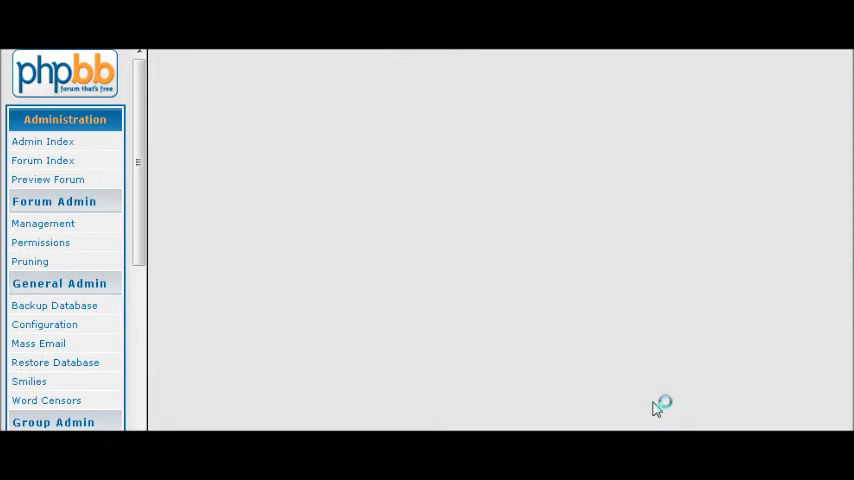 phpbb
forum that's free
Administration
Admin Index
Forum Index
Preview Forum
Forum Admin
Management
Permissions
Pruning
General Admin
Backup Database
Configuration
Mass Email
Restore Database
Smilies
Word Censors
Group Admin